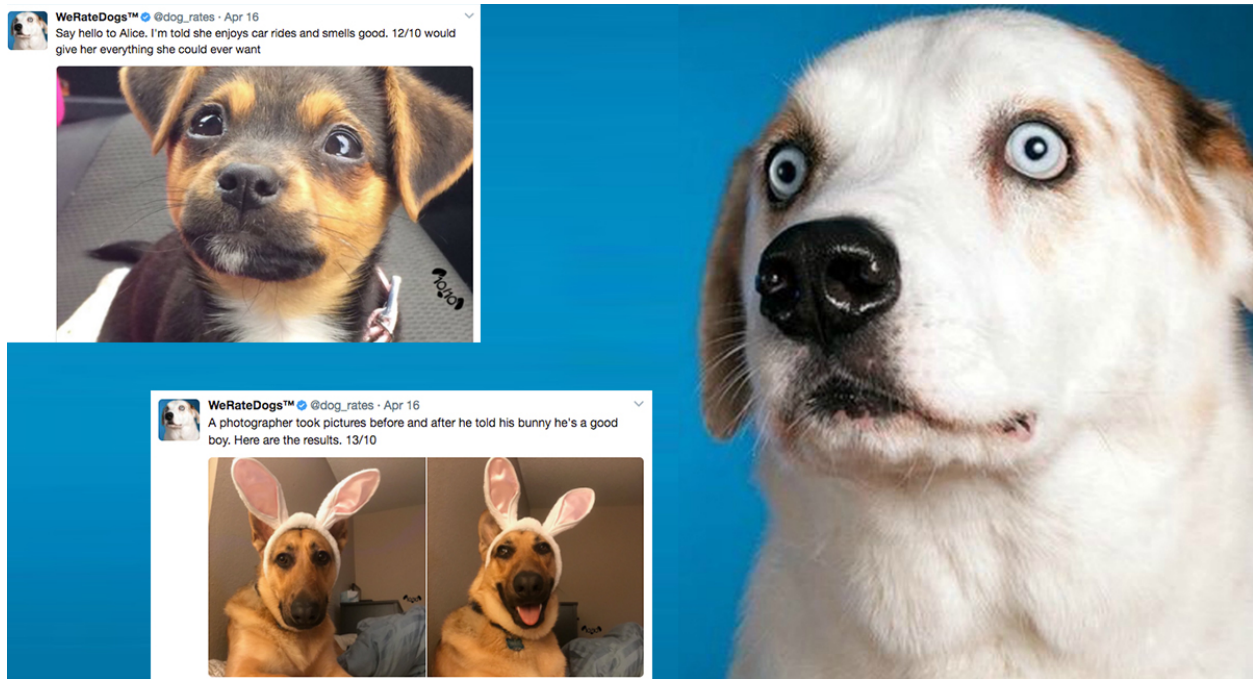 WeRateDogs™ @dog_rates · Apr 16
Say hello to Alice. I'm told she enjoys car rides and smells good. 12/10 would
give her everything she could ever want
10/10
WeRateDogs™ @dog_rates · Apr 16
A photographer took pictures before and after he told his bunny he's a good
boy. Here are the results. 13/10